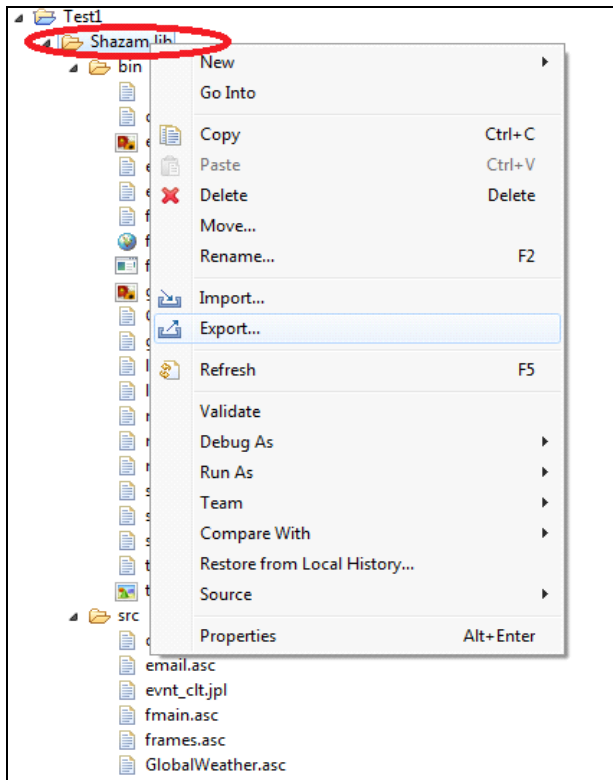 Test1
Shazam.lib
bin
New
Go Into
Copy Ctrl+C
Paste Ctrl+V
Delete Delete
Move...
Rename... F2
Import...
Export...
Refresh F5
Validate
Debug As
Run As
Team
Compare With
Restore from Local History...
Source
src
Properties Alt+Enter
email.asc
evnt_clt.jpl
fmain.asc
frames.asc
GlobalWeather.asc